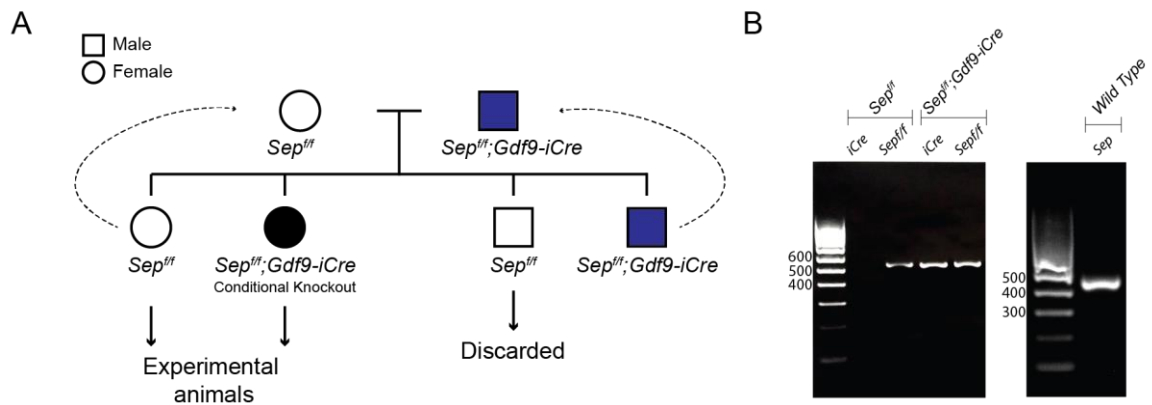 A
Male
Female
Sepf/f
Sepf/f;Gdf9-iCre
Sepf/f
Sepf/f;Gdf9-iCre
Conditional Knockout
Sepf/f
Sepf/f;Gdf9-iCre
Experimental
animals
Discarded
B
Sepf/f
Sepf/f;Gdf9-iCre
iCre
Sepf/f
iCre
Sepf/f
600
500
400
Wild Type
Sep
500
400
300